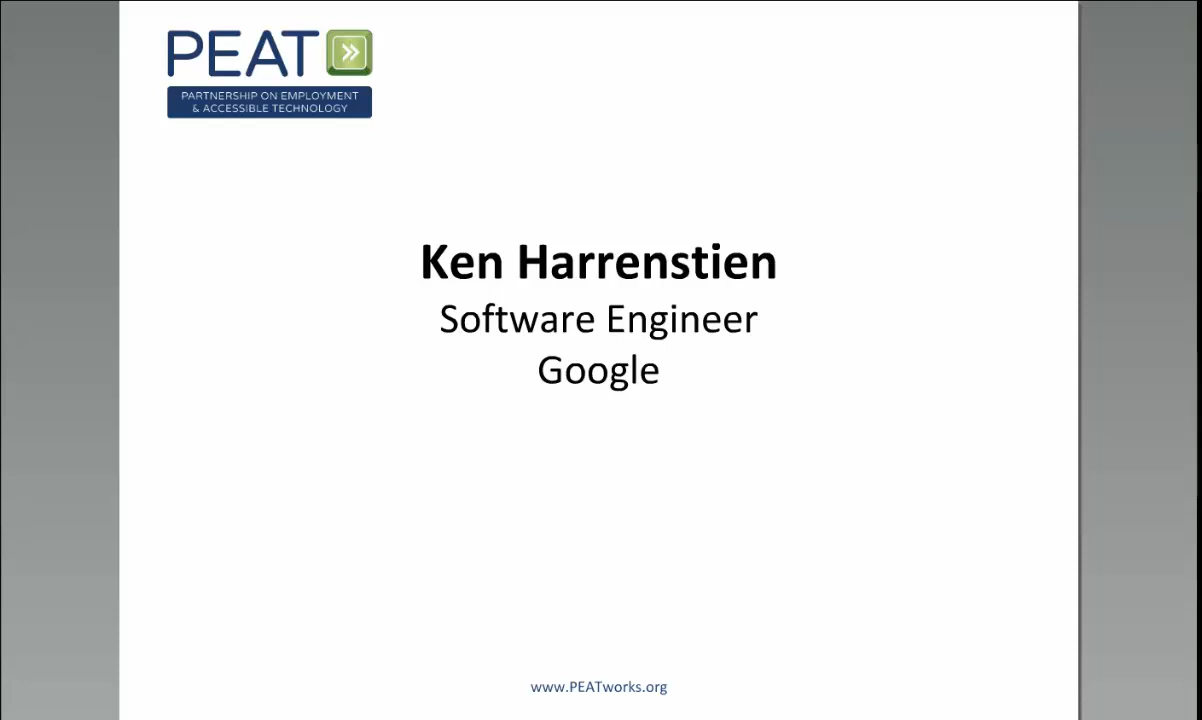 PEAT
PARTNERSHIP ON EMPLOYMENT
& ACCESSIBLE TECHNOLOGY
Ken Harrenstien
Software Engineer
Google
www.PEATworks.org